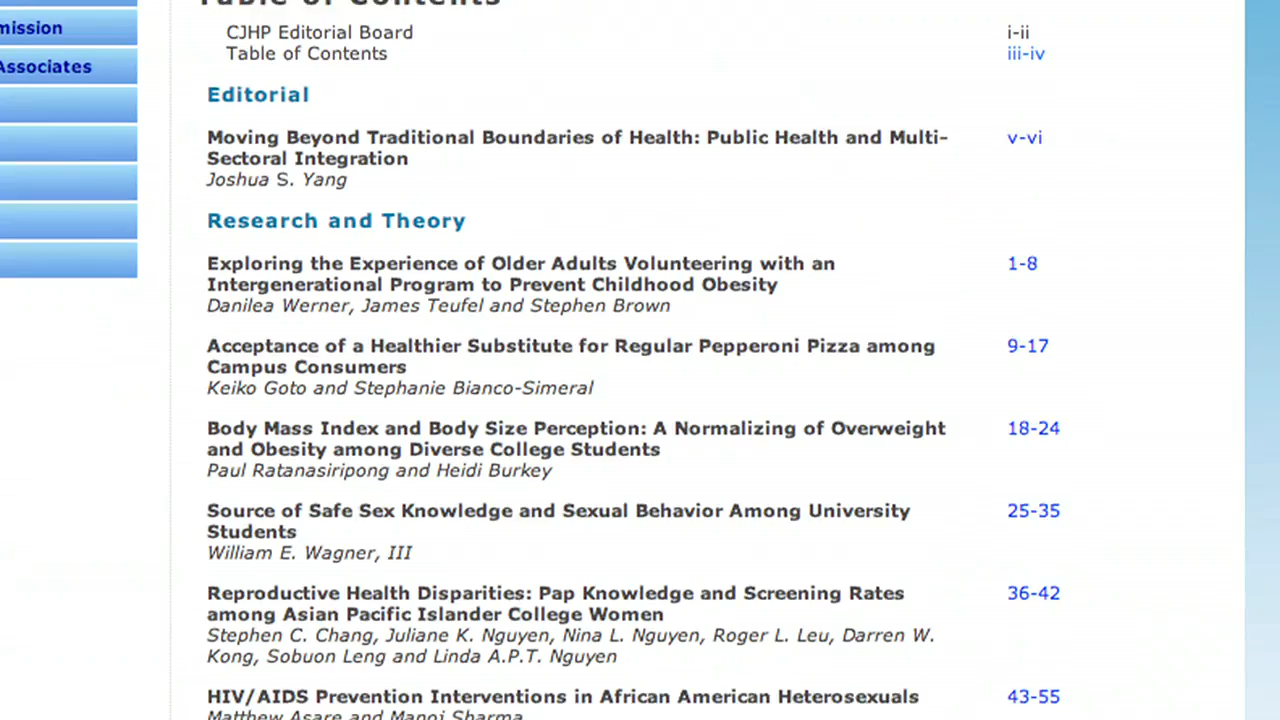 Table of Contents
mission
Associates
CJHP Editorial Board i-ii
Table of Contents iii-iv
Editorial
Moving Beyond Traditional Boundaries of Health: Public Health and Multi- v-vi
Sectoral Integration
Joshua S. Yang
Research and Theory
Exploring the Experience of Older Adults Volunteering with an 1-8
Intergenerational Program to Prevent Childhood Obesity
Danilea Werner, James Teufel and Stephen Brown
Acceptance of a Healthier Substitute for Regular Pepperoni Pizza among 9-17
Campus Consumers
Keiko Goto and Stephanie Bianco-Simeral
Body Mass Index and Body Size Perception: A Normalizing of Overweight 18-24
and Obesity among Diverse College Students
Paul Ratanasiripong and Heidi Burkey
Source of Safe Sex Knowledge and Sexual Behavior Among University 25-35
Students
William E. Wagner, III
Reproductive Health Disparities: Pap Knowledge and Screening Rates 36-42
among Asian Pacific Islander College Women
Stephen C. Chang, Juliane K. Nguyen, Nina L. Nguyen, Roger L. Leu, Darren W.
Kong, Sobuon Leng and Linda A.P.T. Nguyen
HIV/AIDS Prevention Interventions in African American Heterosexuals 43-55
Matthew Asare and Manoj Sharma